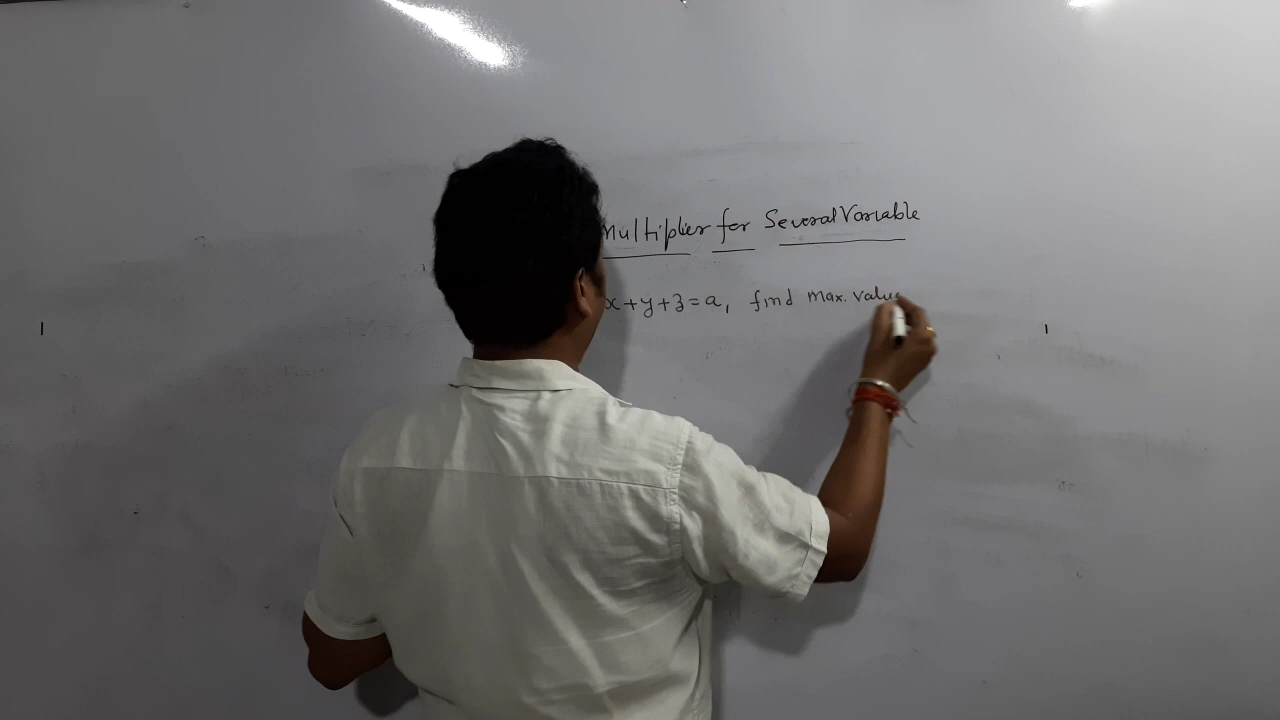 Multiplier for Several Variable
x+y+z=a, find max. value